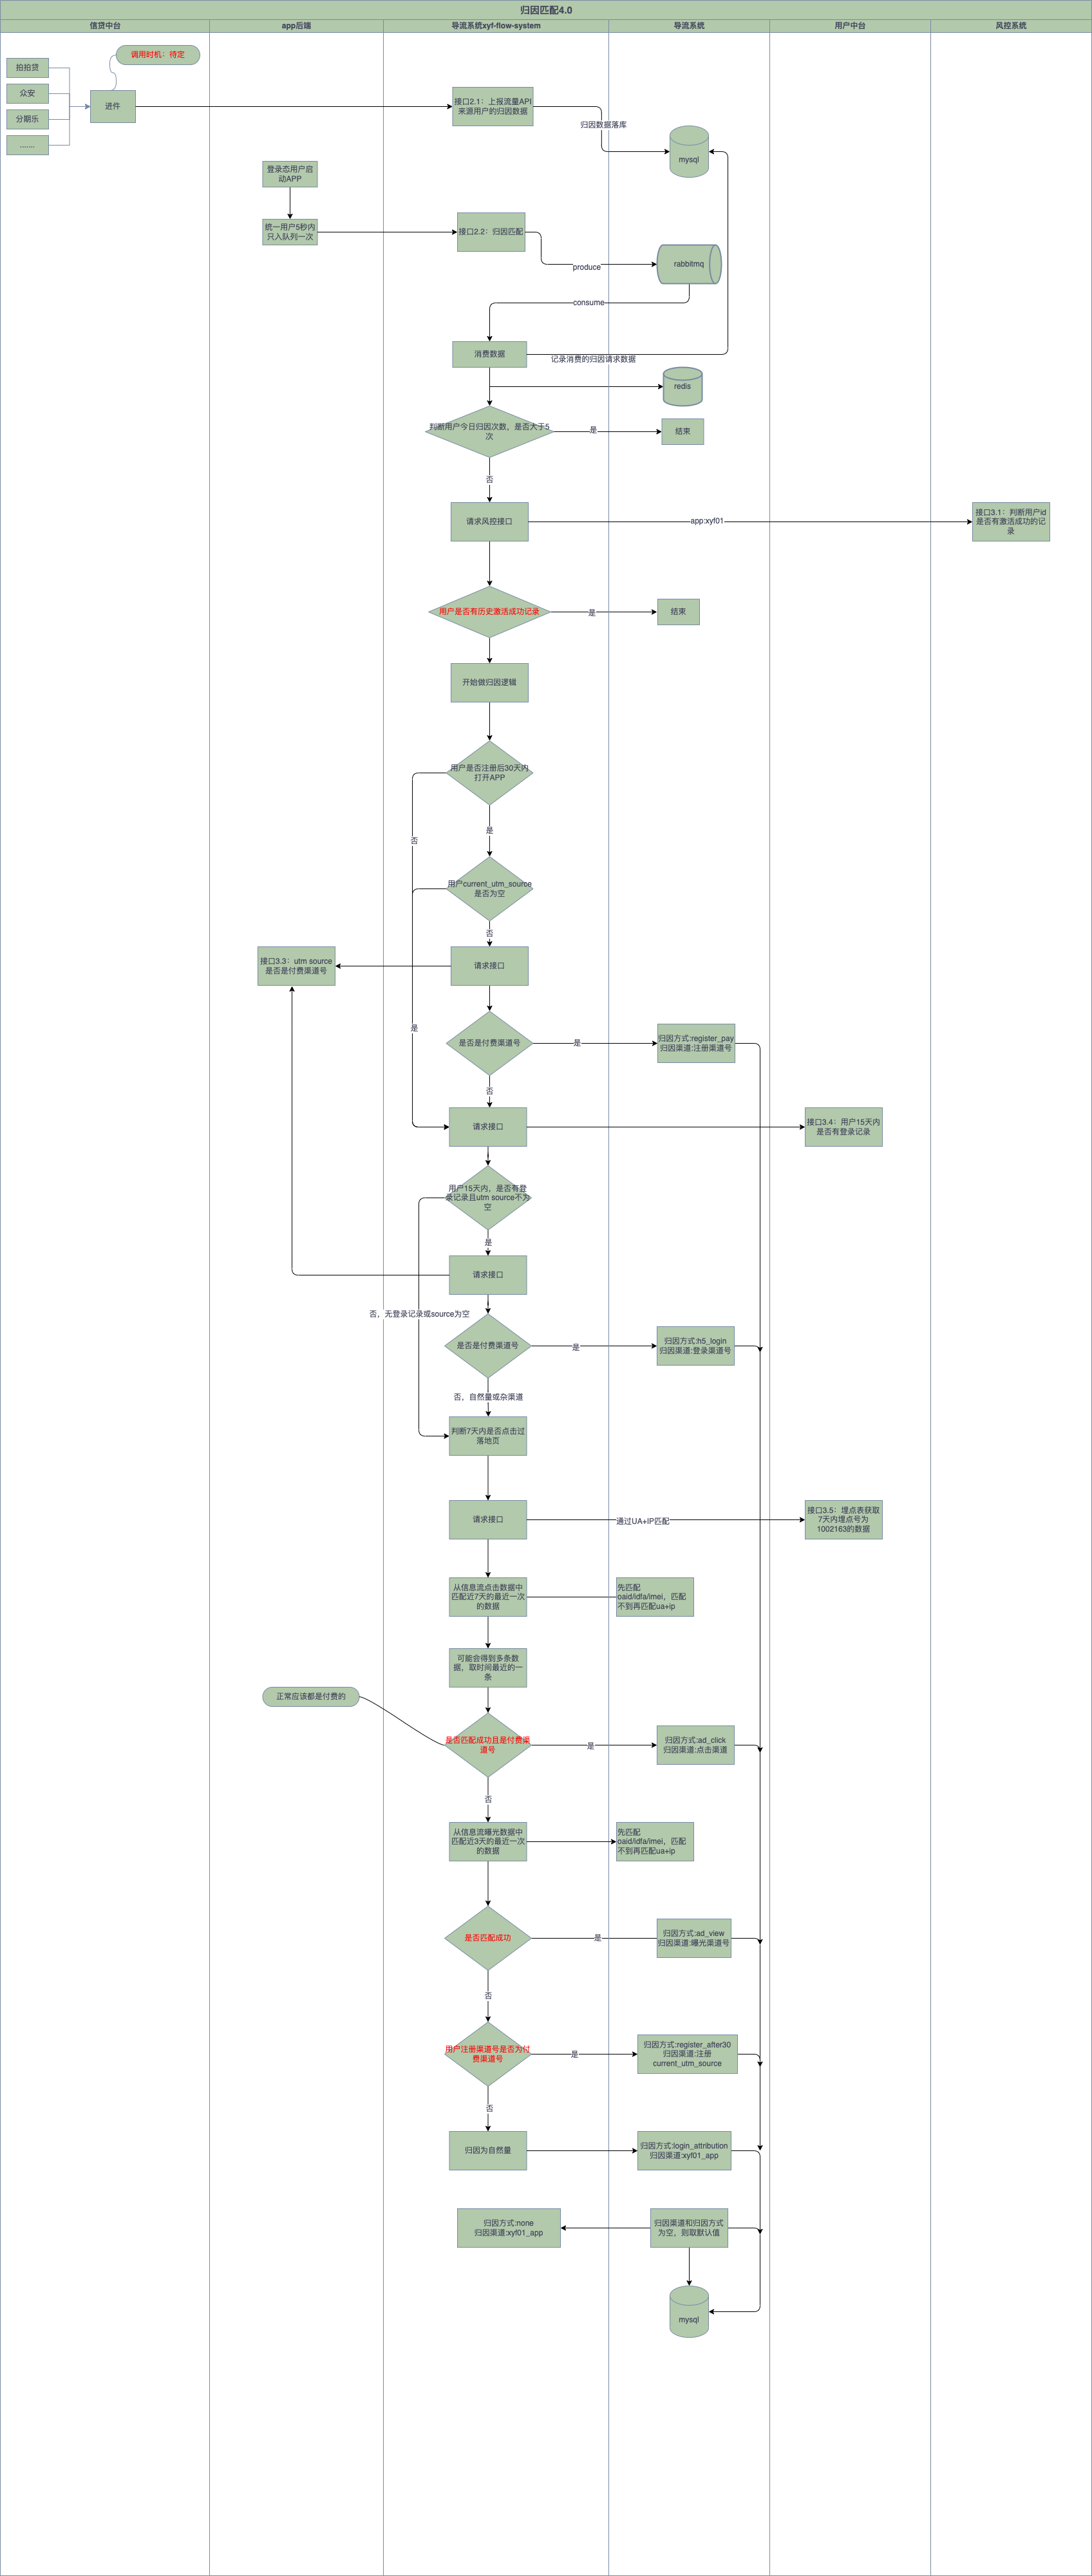 归因匹配4.0
信贷中台
app后端
导流系统xyf-flow-system
导流系统
用户中台
风控系统
调用时机：待定
拍拍贷
众安
分期乐
.......
进件
接口2.1：上报流量API
来源用户的归因数据
归因数据落库
mysql
登录态用户启
动APP
统一用户5秒内
只入队列一次
接口2.2：归因匹配
produce
rabbitmq
consume
消费数据
记录消费的归因请求数据
redis
判断用户今日归因次数，是否大于5
次
是
结束
否
请求风控接口
app:xyf01
接口3.1：判断用户id
是否有激活成功的记
录
用户是否有历史激活成功记录
是
结束
开始做归因逻辑
用户是否注册后30天内
打开APP
否
是
用户current_utm_source
是否为空
否
接口3.3：utm source
是否是付费渠道号
请求接口
是
是否是付费渠道号
是
归因方式:register_pay
归因渠道:注册渠道号
否
请求接口
接口3.4：用户15天内
是否有登录记录
用户15天内，是否有登
录记录且utm source不为
空
是
请求接口
否，无登录记录或source为空
是否是付费渠道号
是
归因方式:h5_login
归因渠道:登录渠道号
否，自然量或杂渠道
判断7天内是否点击过
落地页
请求接口
通过UA+IP匹配
接口3.5：埋点表获取
7天内埋点号为
1002163的数据
从信息流点击数据中
匹配近7天的最近一次
的数据
先匹配
oaid/idfa/imei，匹配
不到再匹配ua+ip
可能会得到多条数
据，取时间最近的一
条
正常应该都是付费的
是否匹配成功且是付费渠
道号
是
归因方式:ad_click
归因渠道:点击渠道
否
从信息流曝光数据中
匹配近3天的最近一次
的数据
先匹配
oaid/idfa/imei，匹配
不到再匹配ua+ip
是否匹配成功
是
归因方式:ad_view
归因渠道:曝光渠道号
否
用户注册渠道号是否为付
费渠道号
是
归因方式:register_after30
归因渠道:注册
current_utm_source
否
归因为自然量
归因方式:login_attribution
归因渠道:xyf01_app
归因方式:none
归因渠道:xyf01_app
归因渠道和归因方式
为空，则取默认值
mysql